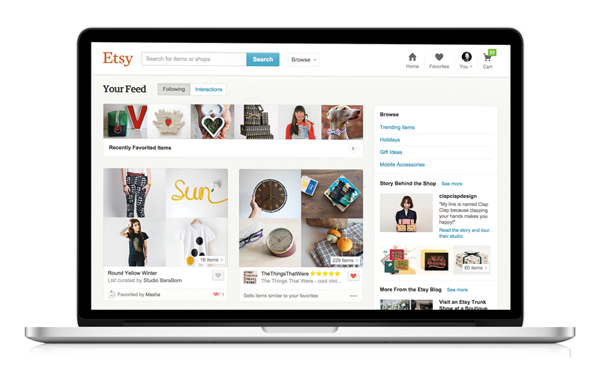 Etsy
Search for items or shops
Search
Browse
Home
Favorites
You
Cart
Your Feed
Following
Interactions
Recently Favorited Items
Sun
16 items
Round Yellow Winter
List curated by Studio BaraBom
Favorited by Masha
1
229 items
TheThingsThatWere
The Things That Were - cool vint...
Sells items similar to your favorites
Browse
Trending Items
Holidays
Gift Ideas
Mobile Accessories
Story Behind the Shop
See more
clapclapdesign
"My line is named Clap
Clap because clapping
your hands makes you
happy!"
Read the story and tour
their studio
60 items
More From the Etsy Blog
See more
Visit an Etsy Trunk
Show at a Boutique